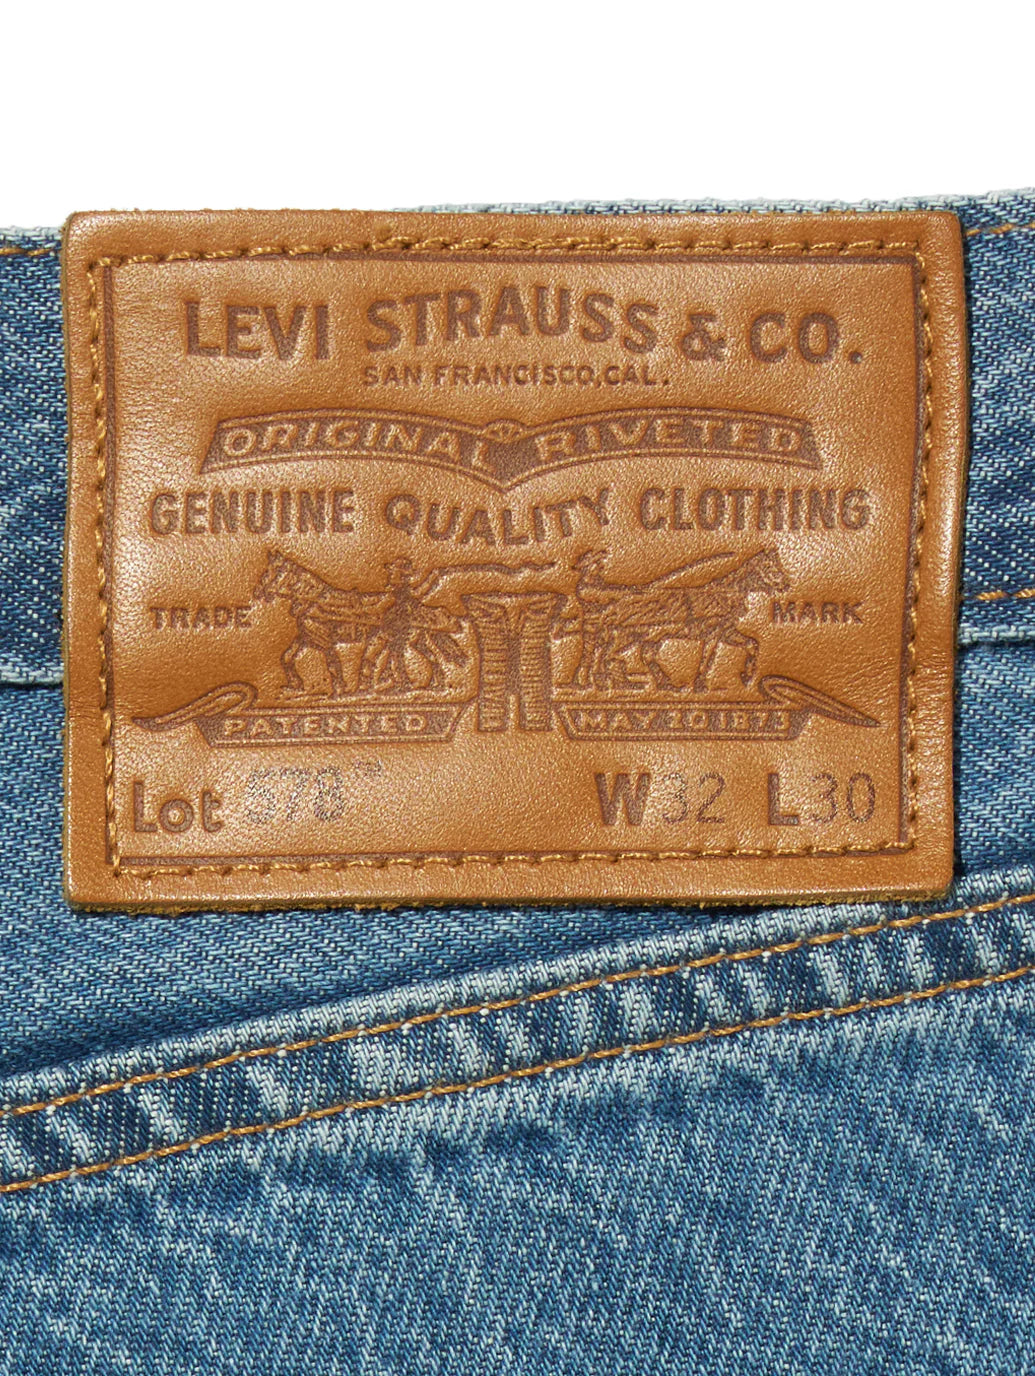 LEVI STRAUSS & CO.
SAN FRANCISCO, CAL.
ORIGINAL RIVETED
GENUINE QUALITY CLOTHING
TRADE MARK
PATENTED MAY 20 1873
Lot 578™ W32 L30